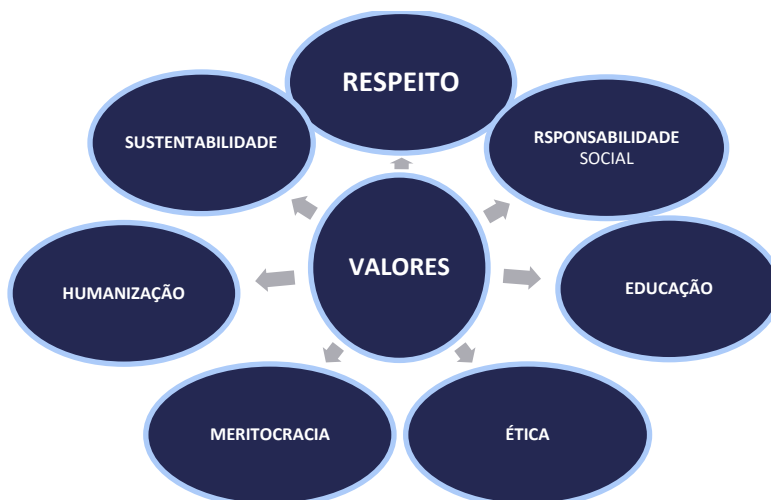 RESPEITO
SUSTENTABILIDADE
RSPONSABILIDADE
SOCIAL
VALORES
HUMANIZAÇÃO
EDUCAÇÃO
MERITOCRACIA
ÉTICA